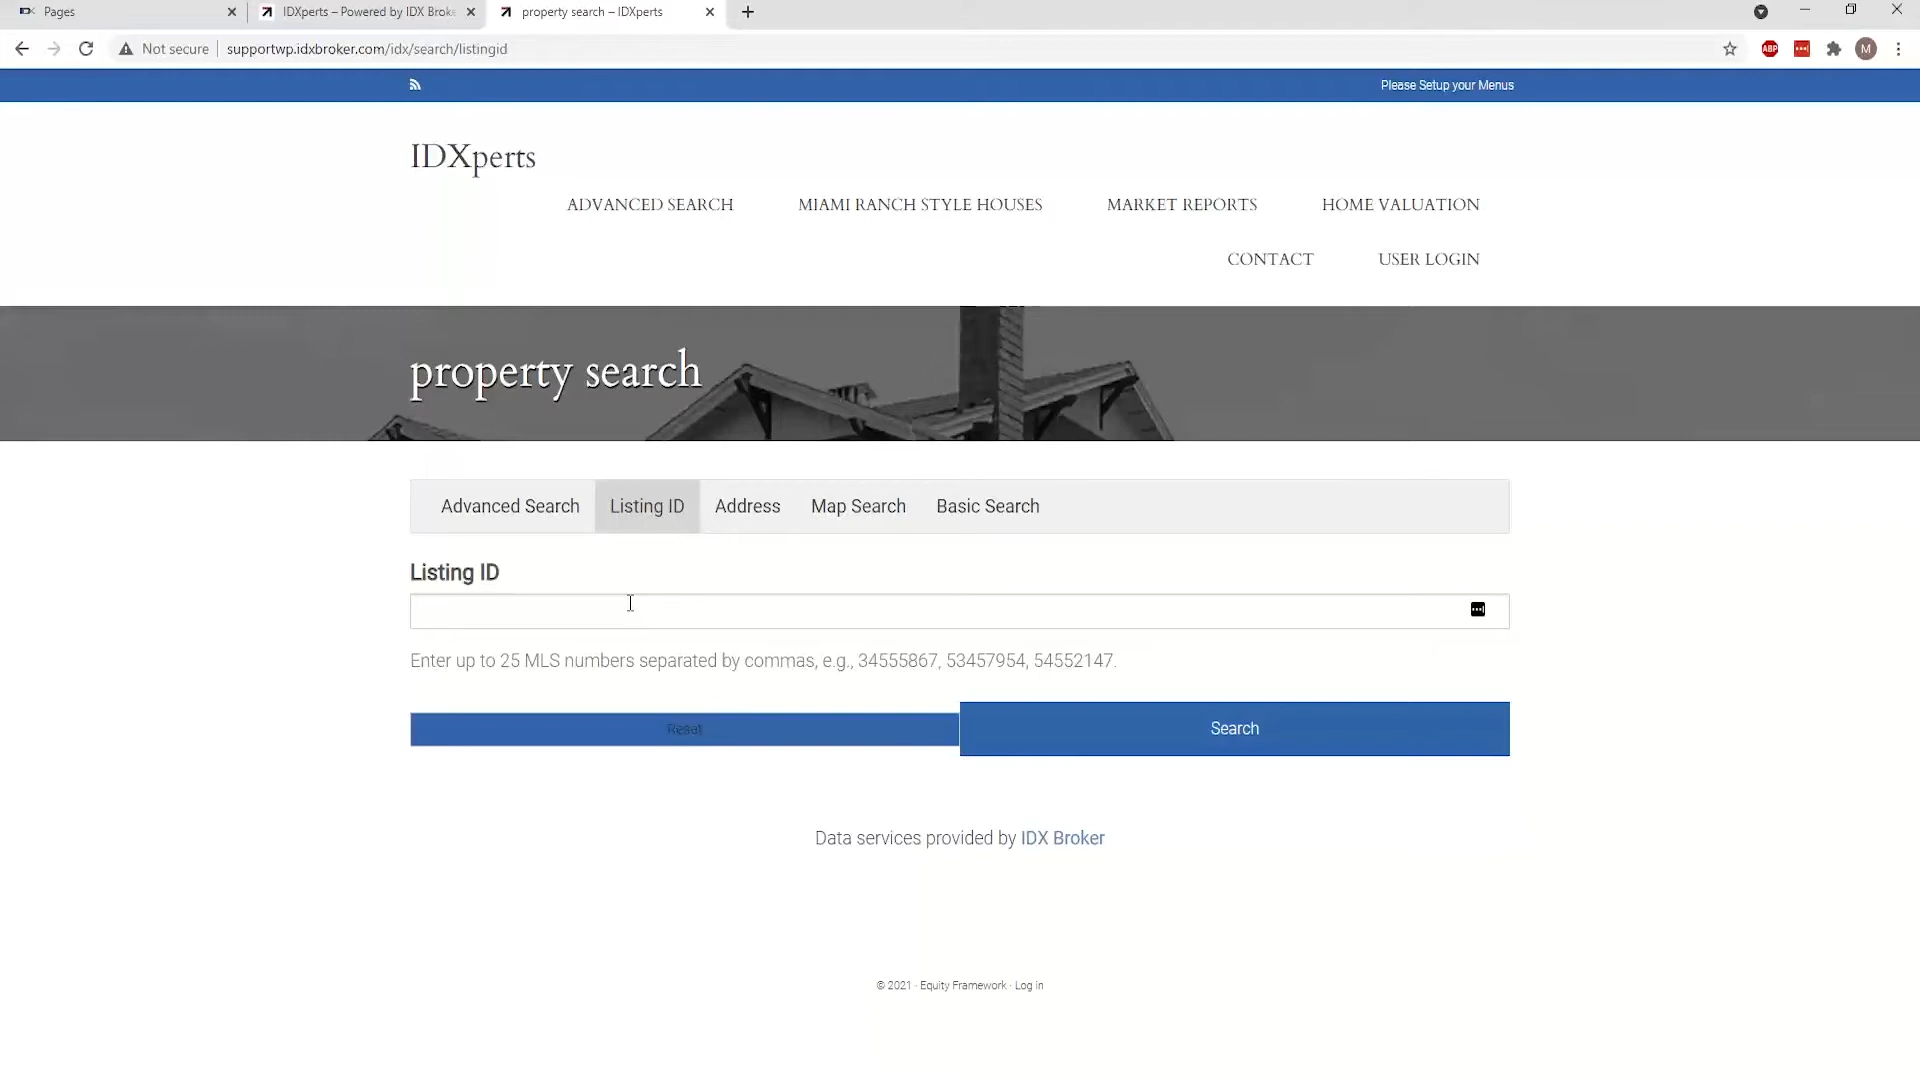 Pages
IDXperts – Powered by IDX Broke
property search – IDXperts
Not secure
supportwp.idxbroker.com/idx/search/listingid
ABP
M
Please Setup your Menus
IDXperts
ADVANCED SEARCH
MIAMI RANCH STYLE HOUSES
MARKET REPORTS
HOME VALUATION
CONTACT
USER LOGIN
property search
Advanced Search
Listing ID
Address
Map Search
Basic Search
Listing ID
Enter up to 25 MLS numbers separated by commas, e.g., 34555867, 53457954, 54552147.
Reset
Search
Data services provided by IDX Broker
© 2021 · Equity Framework · Log in